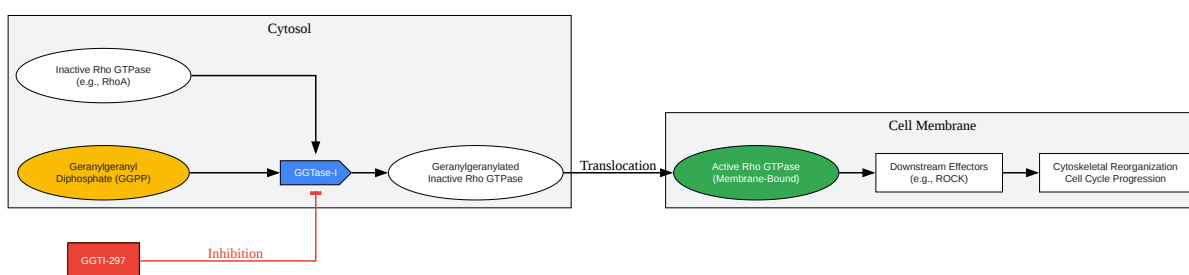 Cytosol
Inactive Rho GTPase
(e.g., RhoA)
Geranylgeranyl
Diphosphate (GGPP)
GGTase-I
Geranylgeranylated
Inactive Rho GTPase
Translocation
Cell Membrane
Active Rho GTPase
(Membrane-Bound)
Downstream Effectors
(e.g., ROCK)
Cytoskeletal Reorganization
Cell Cycle Progression
GGTI-297
Inhibition